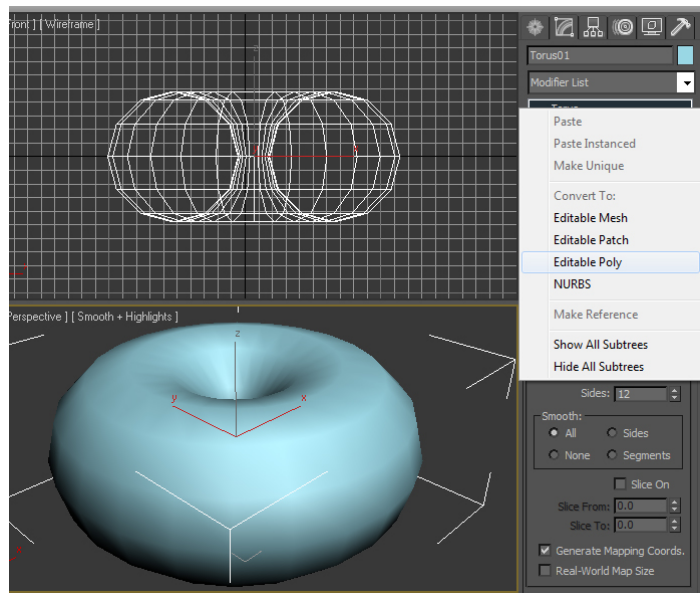 Front ] [ Wireframe ]
z
x
Perspective ] [ Smooth + Highlights ]
z
y
x
Torus01
Modifier List
Torus
Paste
Paste Instanced
Make Unique
Convert To:
Editable Mesh
Editable Patch
Editable Poly
NURBS
Make Reference
Show All Subtrees
Hide All Subtrees
Sides: 12
Smooth:
All Sides
None Segments
Slice On
Slice From: 0.0
Slice To: 0.0
Generate Mapping Coords.
Real-World Map Size